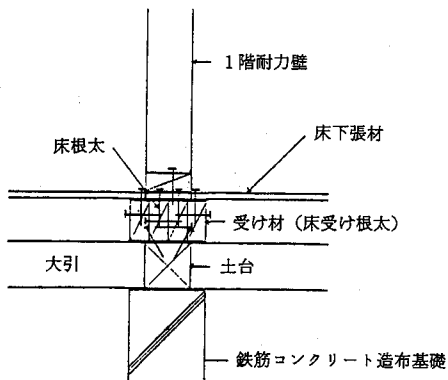 1階耐力壁
床根太
床下張材
受け材（床受け根太）
大引
土台
鉄筋コンクリート造布基礎